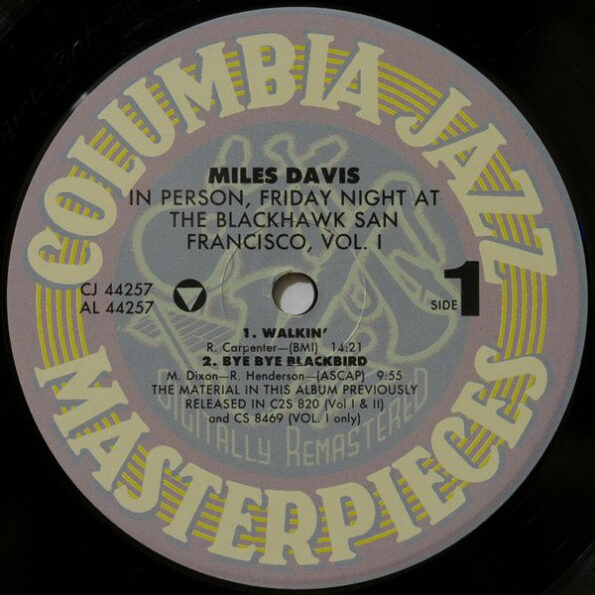 COLUMBIA JAZZ
MILES DAVIS
IN PERSON, FRIDAY NIGHT AT
THE BLACKHAWK SAN
FRANCISCO, VOL. I
CJ 44257
AL 44257
SIDE 1
1. WALKIN'
R. Carpenter—(BMI) 14:21
2. BYE BYE BLACKBIRD
M. Dixon—R. Henderson—(ASCAP) 9:55
THE MATERIAL IN THIS ALBUM PREVIOUSLY
RELEASED IN C2S 820 (Vol I & II)
and CS 8469 (VOL. I only)
DIGITALLY REMASTERED
MASTERPIECES